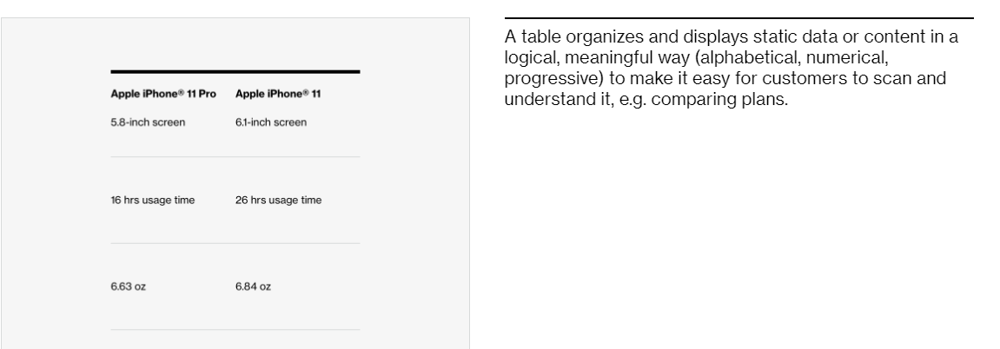 Apple iPhone® 11 Pro Apple iPhone® 11
5.8-inch screen 6.1-inch screen
16 hrs usage time 26 hrs usage time
6.63 oz 6.84 oz
A table organizes and displays static data or content in a
logical, meaningful way (alphabetical, numerical,
progressive) to make it easy for customers to scan and
understand it, e.g. comparing plans.